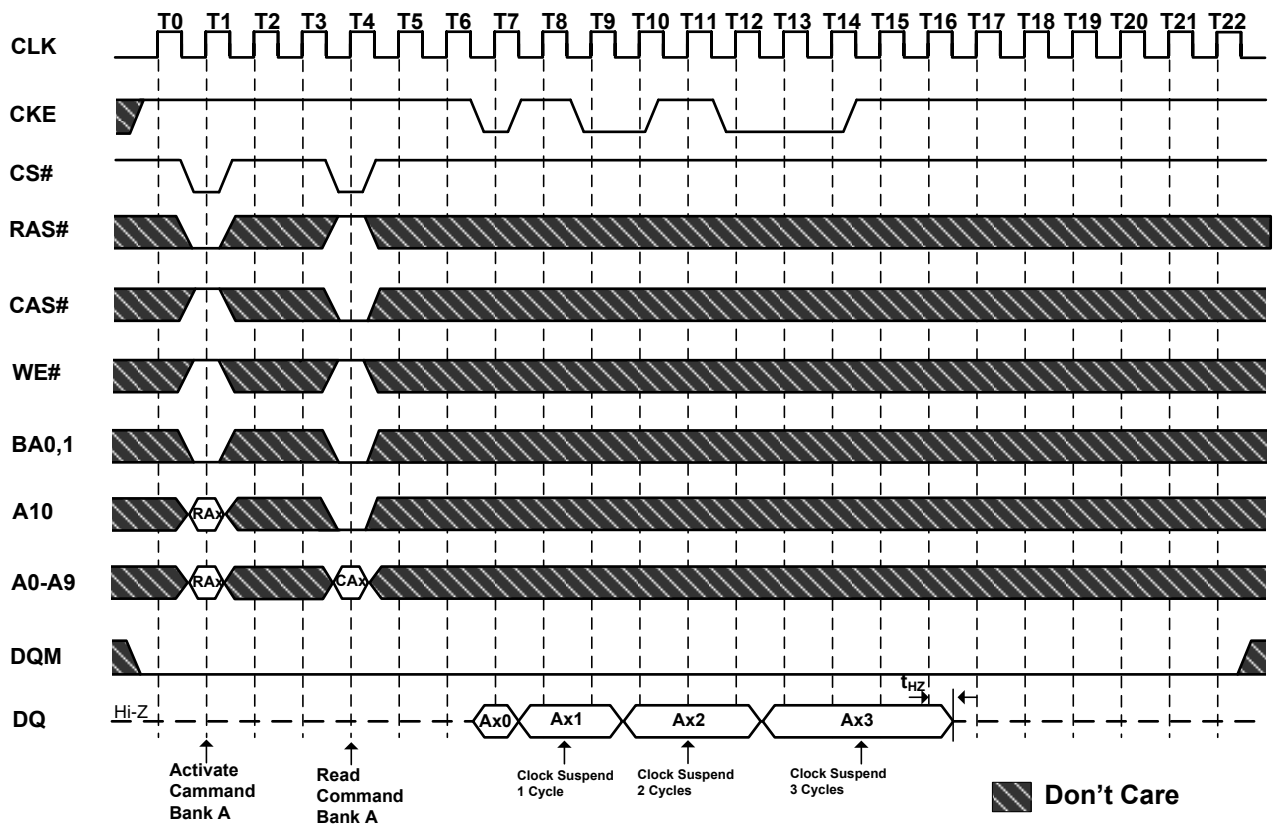 T0 T1 T2 T3 T4 T5 T6 T7 T8 T9 T10 T11 T12 T13 T14 T15 T16 T17 T18 T19 T20 T21 T22
CLK
CKE
CS#
RAS#
CAS#
WE#
BA0,1
A10 RAx
A0-A9 RAx CAx
DQM
tHZ
DQ Hi-Z Ax0 Ax1 Ax2 Ax3
Activate
Cammand
Bank A
Read
Command
Bank A
Clock Suspend
1 Cycle
Clock Suspend
2 Cycles
Clock Suspend
3 Cycles
Don't Care